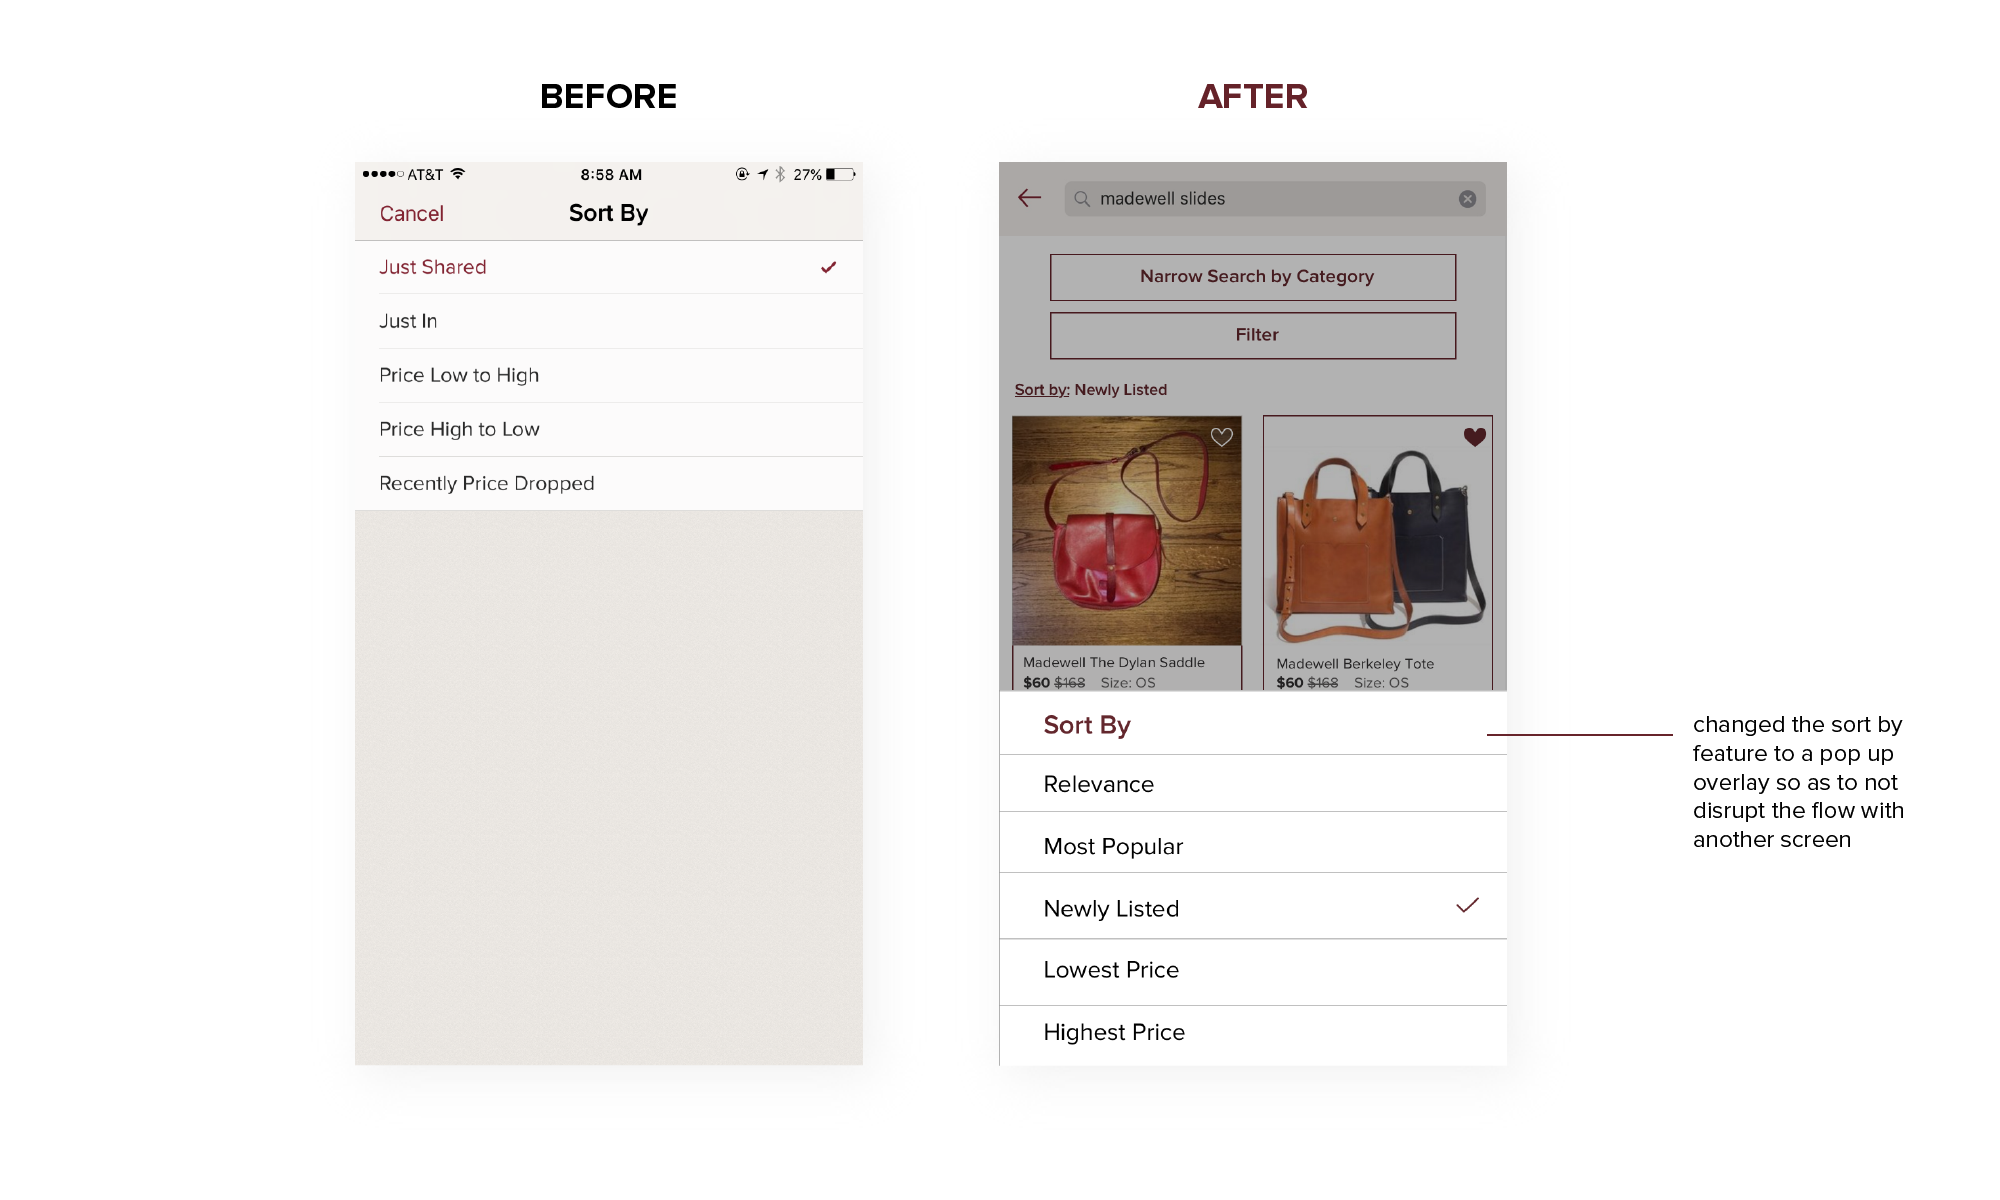 BEFORE
AFTER
AT&T
8:58 AM
27%
Cancel
Sort By
Just Shared
Just In
Price Low to High
Price High to Low
Recently Price Dropped
madewell slides
Narrow Search by Category
Filter
Sort by: Newly Listed
Madewell The Dylan Saddle
$60 $168 Size: OS
Madewell Berkeley Tote
$60 $168 Size: OS
Sort By
Relevance
Most Popular
Newly Listed
Lowest Price
Highest Price
changed the sort by
feature to a pop up
overlay so as to not
disrupt the flow with
another screen